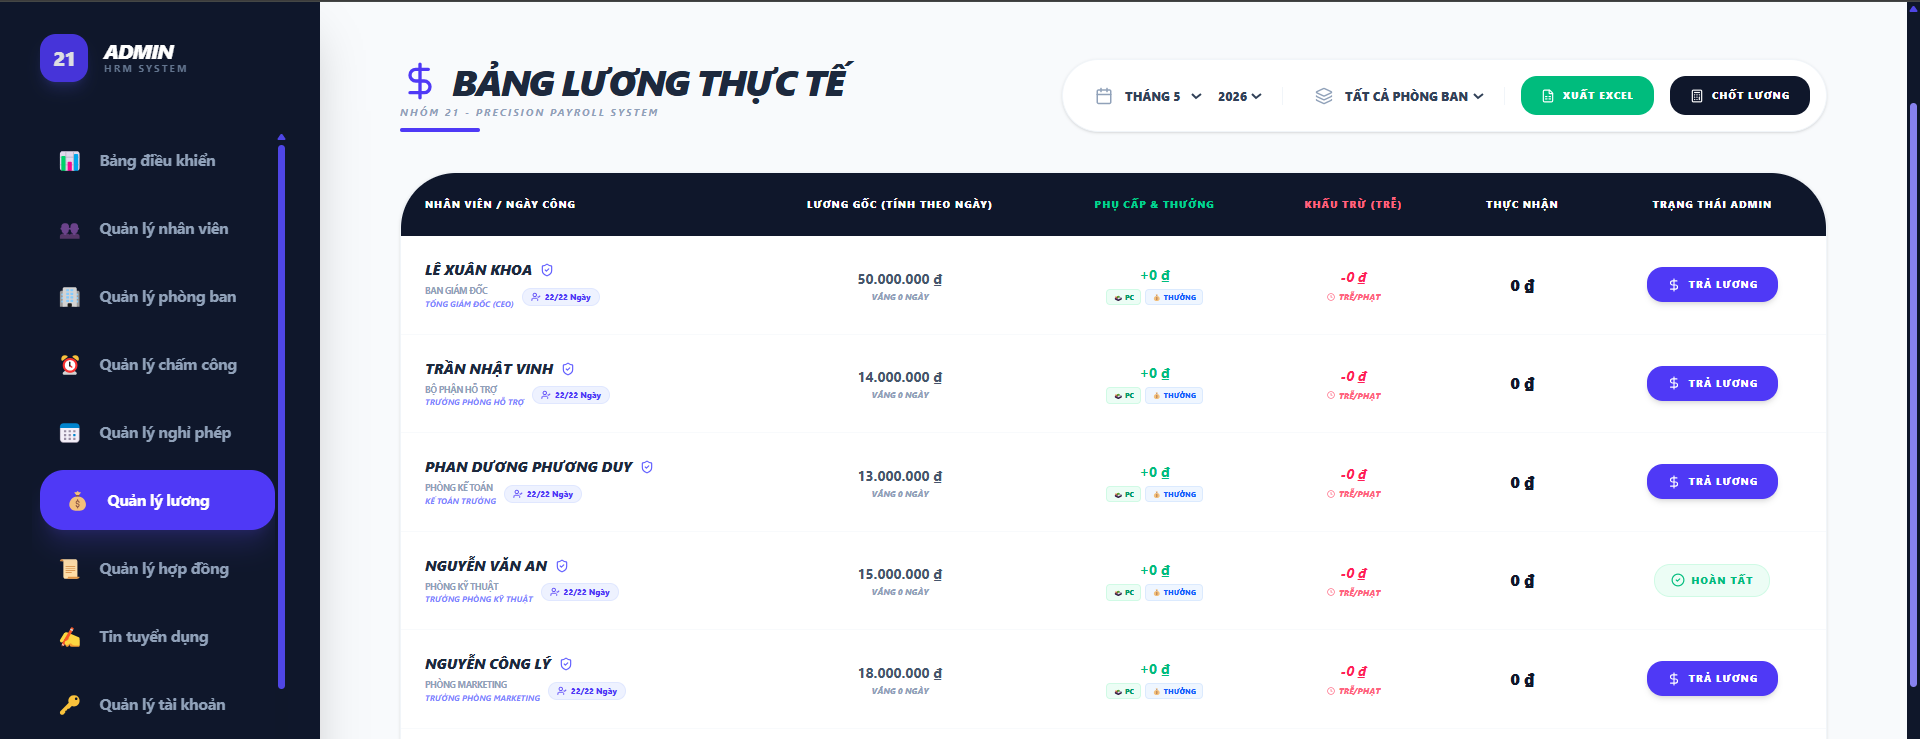 21
ADMIN
HRM SYSTEM
Bảng điều khiển
Quản lý nhân viên
Quản lý phòng ban
Quản lý chấm công
Quản lý nghỉ phép
Quản lý lương
Quản lý hợp đồng
Tin tuyển dụng
Quản lý tài khoản
BẢNG LƯƠNG THỰC TẾ
NHÓM 21 - PRECISION PAYROLL SYSTEM
THÁNG 5 2026 TẤT CẢ PHÒNG BAN XUẤT EXCEL CHỐT LƯƠNG
NHÂN VIÊN / NGÀY CÔNG LƯƠNG GỐC (TÍNH THEO NGÀY) PHỤ CẤP & THƯỞNG KHẤU TRỪ (TRỄ) THỰC NHẬN TRẠNG THÁI ADMIN
LÊ XUÂN KHOA
BAN GIÁM ĐỐC
TỔNG GIÁM ĐỐC (CEO)
22/22 Ngày
50.000.000 ₫
VẮNG 0 NGÀY
+0 ₫
PC THƯỞNG
-0 ₫
TRỄ/PHẠT
0 ₫
TRẢ LƯƠNG
TRẦN NHẬT VINH
BỘ PHẬN HỖ TRỢ
TRƯỞNG PHÒNG HỖ TRỢ
22/22 Ngày
14.000.000 ₫
VẮNG 0 NGÀY
+0 ₫
PC THƯỞNG
-0 ₫
TRỄ/PHẠT
0 ₫
TRẢ LƯƠNG
PHAN DƯƠNG PHƯƠNG DUY
PHÒNG KẾ TOÁN
KẾ TOÁN TRƯỞNG
22/22 Ngày
13.000.000 ₫
VẮNG 0 NGÀY
+0 ₫
PC THƯỞNG
-0 ₫
TRỄ/PHẠT
0 ₫
TRẢ LƯƠNG
NGUYỄN VĂN AN
PHÒNG KỸ THUẬT
TRƯỞNG PHÒNG KỸ THUẬT
22/22 Ngày
15.000.000 ₫
VẮNG 0 NGÀY
+0 ₫
PC THƯỞNG
-0 ₫
TRỄ/PHẠT
0 ₫
HOÀN TẤT
NGUYỄN CÔNG LÝ
PHÒNG MARKETING
TRƯỞNG PHÒNG MARKETING
22/22 Ngày
18.000.000 ₫
VẮNG 0 NGÀY
+0 ₫
PC THƯỞNG
-0 ₫
TRỄ/PHẠT
0 ₫
TRẢ LƯƠNG